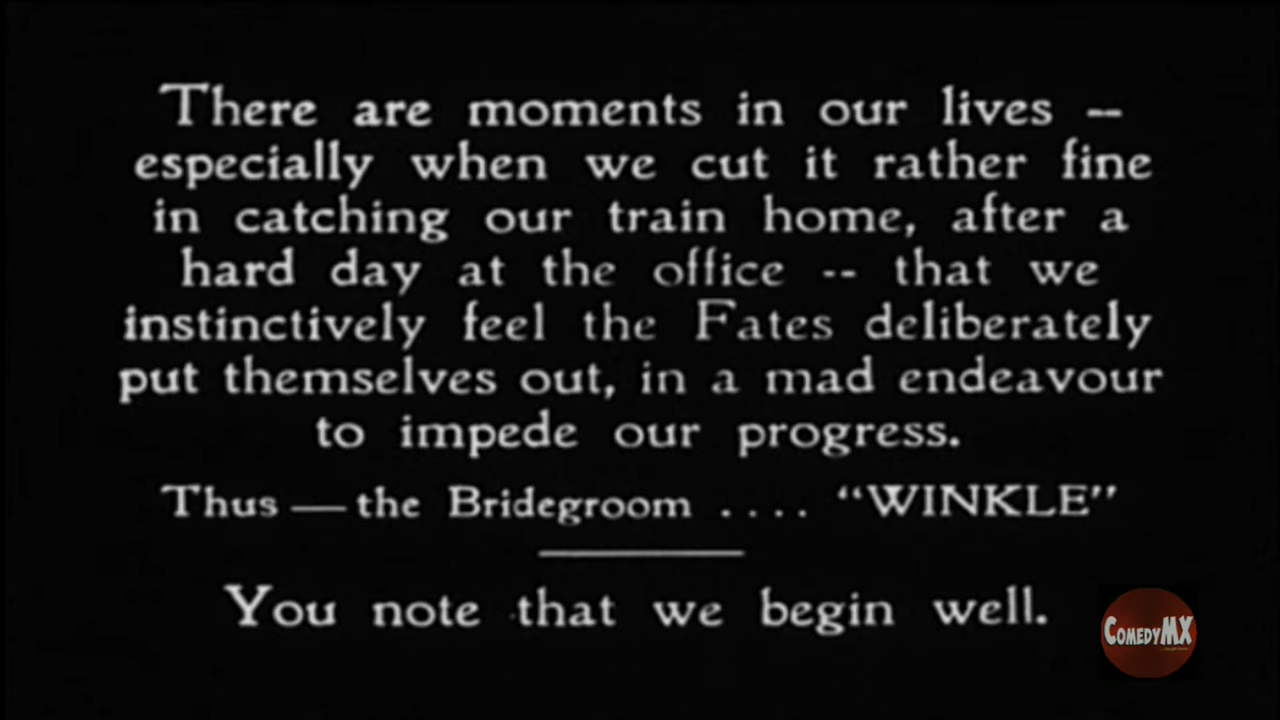 There are moments in our lives --
especially when we cut it rather fine
in catching our train home, after a
hard day at the office -- that we
instinctively feel the Fates deliberately
put themselves out, in a mad endeavour
to impede our progress.
Thus — the Bridegroom .... “WINKLE”
You note that we begin well.
COMEDYMX